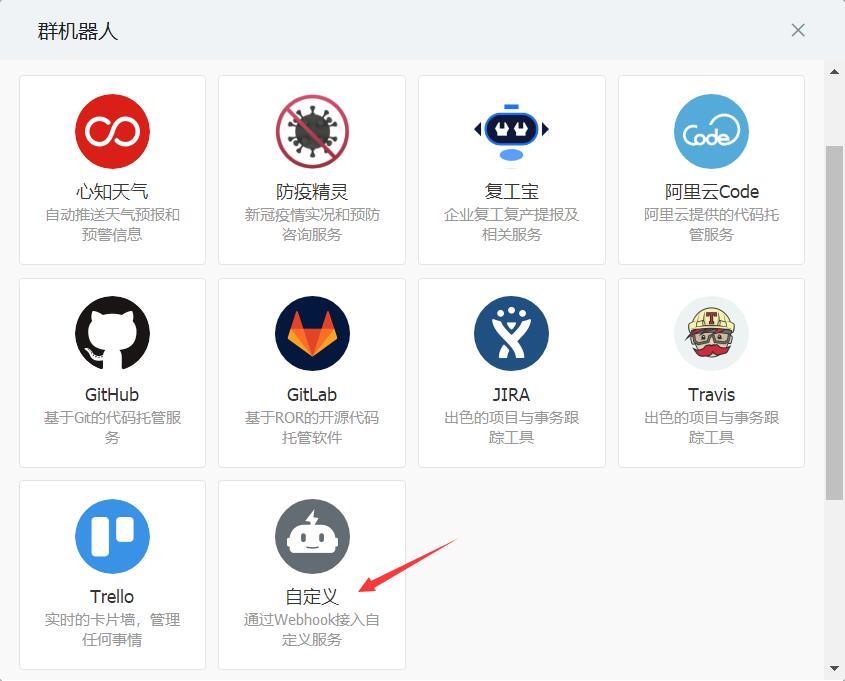 群机器人
心知天气
自动推送天气预报和
预警信息
防疫精灵
新冠疫情实况和预防
咨询服务
复工宝
企业复工复产提报及
相关服务
Code
阿里云Code
阿里云提供的代码托
管服务
GitHub
基于Git的代码托管服
务
GitLab
基于ROR的开源代码
托管软件
JIRA
出色的项目与事务跟
踪工具
T
Travis
出色的项目与事务跟
踪工具
Trello
实时的卡片墙，管理
任何事情
自定义
通过Webhook接入自
定义服务